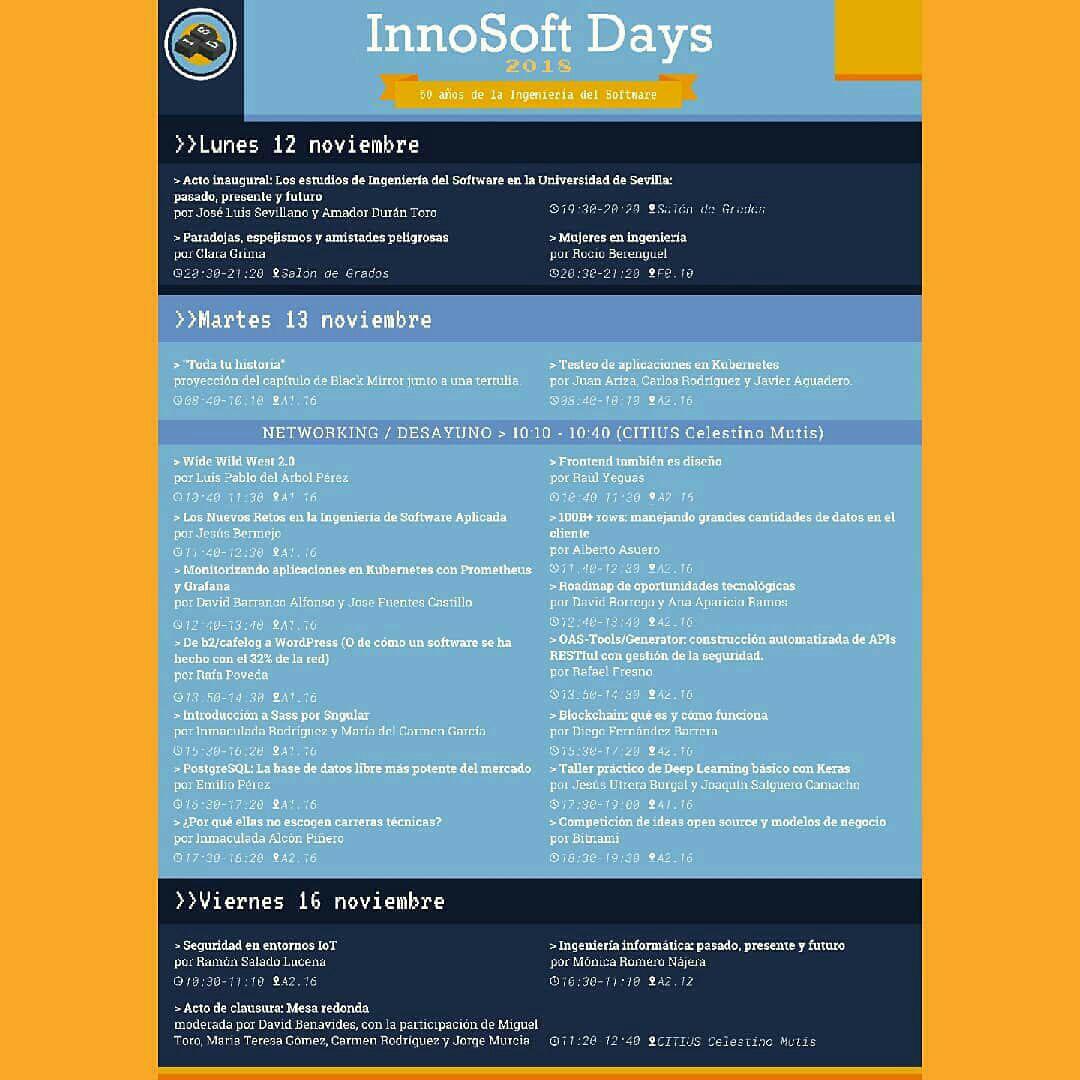 InnoSoft Days
2018
50 años de la Ingeniería del Software
>>Lunes 12 noviembre
> Acto inaugural: Los estudios de Ingeniería del Software en la Universidad de Sevilla:
pasado, presente y futuro
por José Luis Sevillano y Amador Durán Toro
19:30-20:20 Salón de Grados
> Paradojas, espejismos y amistades peligrosas
por Clara Grima
20:30-21:20 Salón de Grados
> Mujeres en ingeniería
por Rocío Berenguel
20:30-21:20 F0.10
>>Martes 13 noviembre
> "Toda tu historia"
proyección del capítulo de Black Mirror junto a una tertulia.
08:40-10.10 A1.16
> Testeo de aplicaciones en Kubernetes
por Juan Ariza, Carlos Rodríguez y Javier Aguadero.
08:40-10:10 A2.16
NETWORKING / DESAYUNO > 10:10 - 10:40 (CITIUS Celestino Mutis)
> Wide Wild West 2.0
por Luis Pablo del Árbol Pérez
10:40-11:30 A1.16
> Frontend también es diseño
por Raúl Yeguas
10:40-11:30 A2.16
> Los Nuevos Retos en la Ingeniería de Software Aplicada
por Jesús Bermejo
11:40-12:30 A1.16
> 100B+ rows: manejando grandes cantidades de datos en el
cliente
por Alberto Asuero
11.40-12:30 A2.16
> Monitorizando aplicaciones en Kubernetes con Prometheus
y Grafana
por David Barranco Alfonso y Jose Fuentes Castillo
12:40-13:40 A1.16
> Roadmap de oportunidades tecnológicas
por David Borrego y Ana Aparicio Ramos
12:40-13:40 A2.16
> De b2/cafelog a WordPress (O de cómo un software se ha
hecho con el 32% de la red)
por Rafa Poveda
13:50-14:30 A1.16
> OAS-Tools/Generator: construcción automatizada de APIs
RESTful con gestión de la seguridad.
por Rafael Fresno
13:50-14:30 A2.16
> Introducción a Sass por Sngular
por Inmaculada Rodríguez y María del Carmen García
15:30-16:20 A1.16
> Blockchain: qué es y cómo funciona
por Diego Fernández Barrera
15:30-17:20 A2.16
> PostgreSQL: La base de datos libre más potente del mercado
por Emilio Pérez
16:30-17:20 A1.16
> Taller práctico de Deep Learning básico con Keras
por Jesús Utrera Burgal y Joaquín Salguero Camacho
17:30-19:00 A1.16
> ¿Por qué ellas no escogen carreras técnicas?
por Inmaculada Alcón Piñero
17:30-18:20 A2.16
> Competición de ideas open source y modelos de negocio
por Bitnami
18:30-19:30 A2.16
>>Viernes 16 noviembre
> Seguridad en entornos IoT
por Ramón Salado Lucena
10:30-11:10 A2.16
> Ingeniería informática: pasado, presente y futuro
por Mónica Romero Nájera
10:30-11:10 A2.12
> Acto de clausura: Mesa redonda
moderada por David Benavides, con la participación de Miguel
Toro, María Teresa Gómez, Carmen Rodríguez y Jorge Murcia
11:20-12:40 CITIUS Celestino Mutis